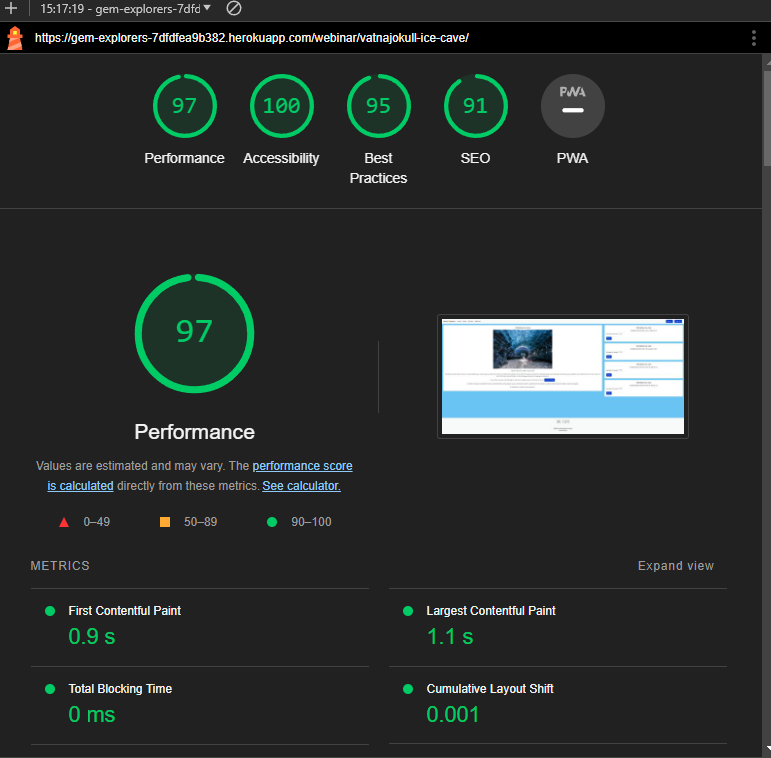 15:17:19 - gem-explorers-7dfd
https://gem-explorers-7dfdfea9b382.herokuapp.com/webinar/vatnajokull-ice-cave/
97
100
95
91
PWA
Performance
Accessibility
Best
Practices
SEO
PWA
97
Performance
Values are estimated and may vary. The performance score
is calculated directly from these metrics. See calculator.
0–49
50–89
90–100
METRICS
Expand view
First Contentful Paint
0.9 s
Largest Contentful Paint
1.1 s
Total Blocking Time
0 ms
Cumulative Layout Shift
0.001